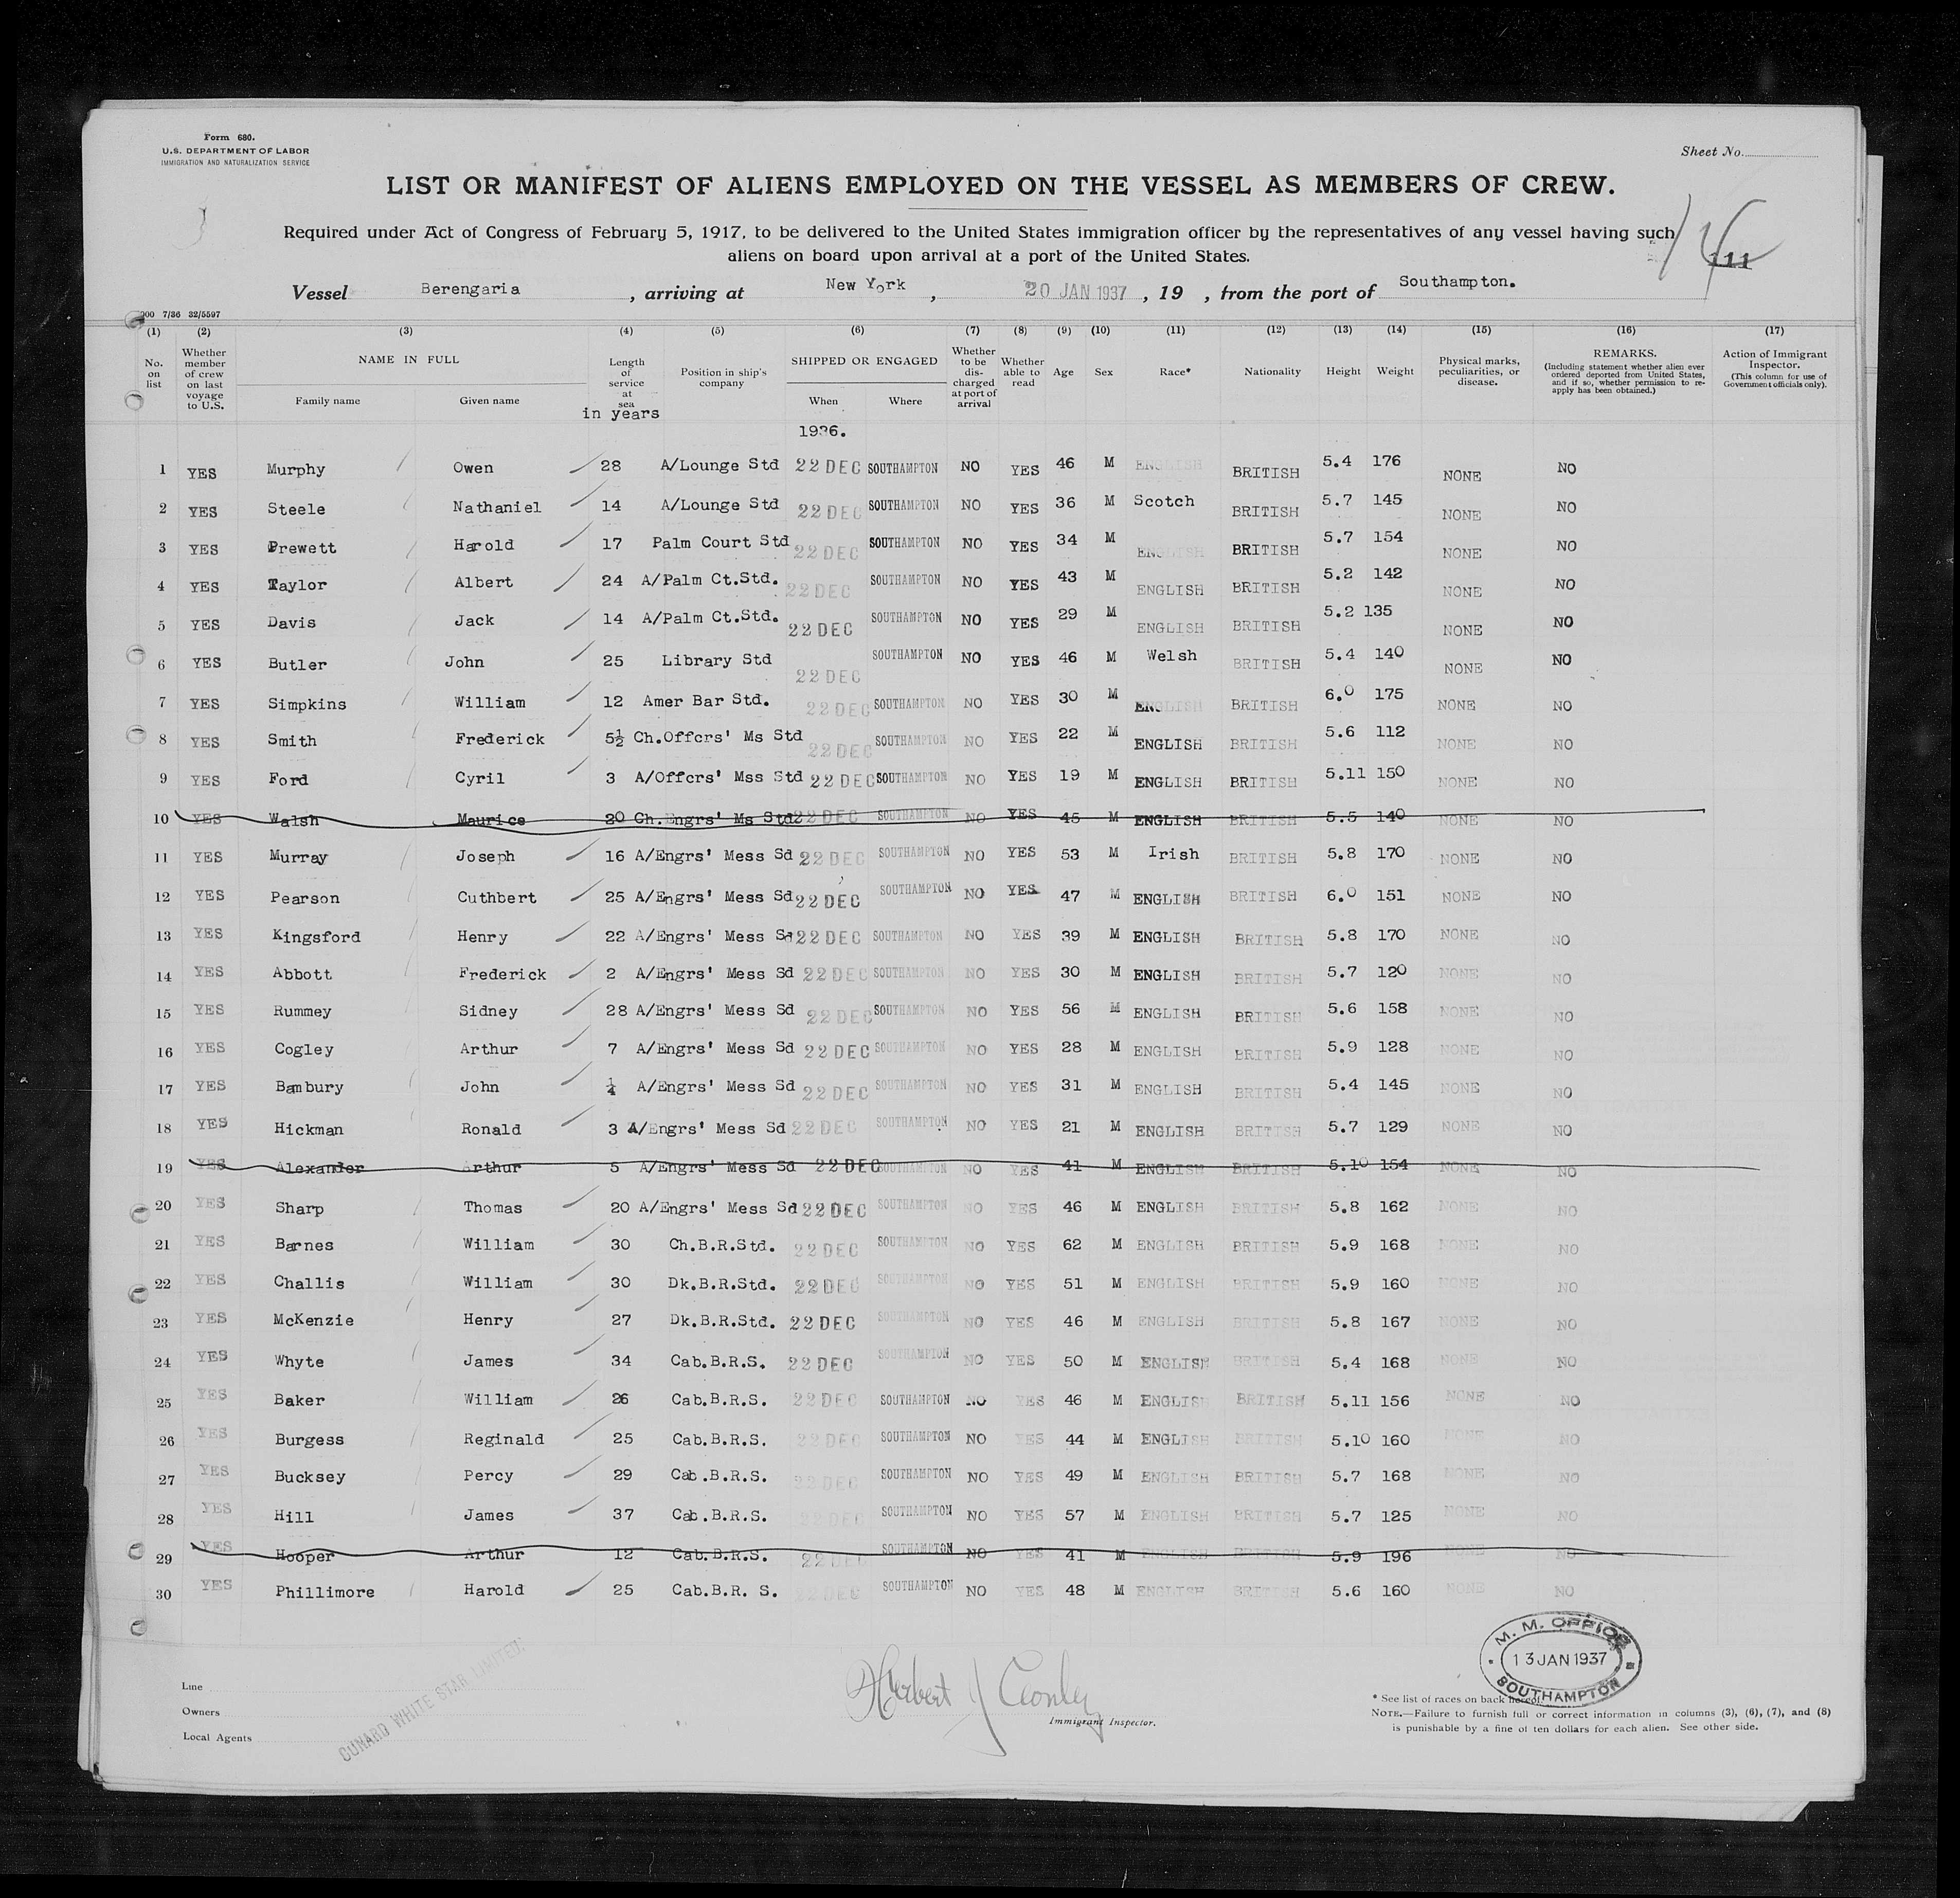 Form 680.
U.S. DEPARTMENT OF LABOR
IMMIGRATION AND NATURALIZATION SERVICE
Sheet No.
LIST OR MANIFEST OF ALIENS EMPLOYED ON THE VESSEL AS MEMBERS OF CREW.
Required under Act of Congress of February 5, 1917, to be delivered to the United States immigration officer by the representatives of any vessel having such
aliens on board upon arrival at a port of the United States.
111
Vessel Berengaria, arriving at New York, 20 JAN 1937, 19 , from the port of Southampton.
000 7/36 32/5597
(1) (2) (3) (4) (5) (6) (7) (8) (9) (10) (11) (12) (13) (14) (15) (16) (17)
No. on list
Whether member of crew on last voyage to U.S.
NAME IN FULL
Family name Given name
Length of service at sea in years
Position in ship's company
SHIPPED OR ENGAGED
When Where
Whether to be discharged at port of arrival
Whether able to read
Age Sex Race* Nationality Height Weight
Physical marks, peculiarities, or disease.
REMARKS.
(Including statement whether alien ever ordered deported from United States, and if so, whether permission to reapply has been obtained.)
Action of Immigrant Inspector.
(This column for use of Government officials only).
1936.
1 YES Murphy Owen 28 A/Lounge Std 22 DEC SOUTHAMPTON NO YES 46 M ENGLISH BRITISH 5.4 176 NONE NO
2 YES Steele Nathaniel 14 A/Lounge Std 22 DEC SOUTHAMPTON NO YES 36 M Scotch BRITISH 5.7 145 NONE NO
3 YES Prewett Harold 17 Palm Court Std 22 DEC SOUTHAMPTON NO YES 34 M ENGLISH BRITISH 5.7 154 NONE NO
4 YES Taylor Albert 24 A/Palm Ct.Std. 22 DEC SOUTHAMPTON NO YES 43 M ENGLISH BRITISH 5.2 142 NONE NO
5 YES Davis Jack 14 A/Palm Ct.Std. 22 DEC SOUTHAMPTON NO YES 29 M ENGLISH BRITISH 5.2 135 NONE NO
6 YES Butler John 25 Library Std 22 DEC SOUTHAMPTON NO YES 46 M Welsh BRITISH 5.4 140 NONE NO
7 YES Simpkins William 12 Amer Bar Std. 22 DEC SOUTHAMPTON NO YES 30 M ENGLISH BRITISH 6.0 175 NONE NO
8 YES Smith Frederick 5½ Ch.Offcrs' Ms Std 22 DEC SOUTHAMPTON NO YES 22 M ENGLISH BRITISH 5.6 112 NONE NO
9 YES Ford Cyril 3 A/Offcrs' Mss Std 22 DEC SOUTHAMPTON NO YES 19 M ENGLISH BRITISH 5.11 150 NONE NO
10 YES Walsh Maurice 20 Ch.Engrs' Ms Std 22 DEC SOUTHAMPTON NO YES 45 M ENGLISH BRITISH 5.5 140 NONE NO
11 YES Murray Joseph 16 A/Engrs' Mess Sd 22 DEC SOUTHAMPTON NO YES 53 M Irish BRITISH 5.8 170 NONE NO
12 YES Pearson Cuthbert 25 A/Engrs' Mess Sd 22 DEC SOUTHAMPTON NO YES 47 M ENGLISH BRITISH 6.0 151 NONE NO
13 YES Kingsford Henry 22 A/Engrs' Mess Sd 22 DEC SOUTHAMPTON NO YES 39 M ENGLISH BRITISH 5.8 170 NONE NO
14 YES Abbott Frederick 2 A/Engrs' Mess Sd 22 DEC SOUTHAMPTON NO YES 30 M ENGLISH BRITISH 5.7 120 NONE NO
15 YES Rummey Sidney 28 A/Engrs' Mess Sd 22 DEC SOUTHAMPTON NO YES 56 M ENGLISH BRITISH 5.6 158 NONE NO
16 YES Cogley Arthur 7 A/Engrs' Mess Sd 22 DEC SOUTHAMPTON NO YES 28 M ENGLISH BRITISH 5.9 128 NONE NO
17 YES Bambury John ¼ A/Engrs' Mess Sd 22 DEC SOUTHAMPTON NO YES 31 M ENGLISH BRITISH 5.4 145 NONE NO
18 YES Hickman Ronald 3 A/Engrs' Mess Sd 22 DEC SOUTHAMPTON NO YES 21 M ENGLISH BRITISH 5.7 129 NONE NO
19 YES Alexander Arthur 5 A/Engrs' Mess Sd 22 DEC SOUTHAMPTON NO YES 41 M ENGLISH BRITISH 5.10 154 NONE NO
20 YES Sharp Thomas 20 A/Engrs' Mess Sd 22 DEC SOUTHAMPTON NO YES 46 M ENGLISH BRITISH 5.8 162 NONE NO
21 YES Barnes William 30 Ch.B.R.Std. 22 DEC SOUTHAMPTON NO YES 62 M ENGLISH BRITISH 5.9 168 NONE NO
22 YES Challis William 30 Dk.B.R.Std. 22 DEC SOUTHAMPTON NO YES 51 M ENGLISH BRITISH 5.9 160 NONE NO
23 YES McKenzie Henry 27 Dk.B.R.Std. 22 DEC SOUTHAMPTON NO YES 46 M ENGLISH BRITISH 5.8 167 NONE NO
24 YES Whyte James 34 Cab.B.R.S. 22 DEC SOUTHAMPTON NO YES 50 M ENGLISH BRITISH 5.4 168 NONE NO
25 YES Baker William 26 Cab.B.R.S. 22 DEC SOUTHAMPTON NO YES 46 M ENGLISH BRITISH 5.11 156 NONE NO
26 YES Burgess Reginald 25 Cab.B.R.S. 22 DEC SOUTHAMPTON NO YES 44 M ENGLISH BRITISH 5.10 160 NONE NO
27 YES Bucksey Percy 29 Cab.B.R.S. 22 DEC SOUTHAMPTON NO YES 49 M ENGLISH BRITISH 5.7 168 NONE NO
28 YES Hill James 37 Cab.B.R.S. 22 DEC SOUTHAMPTON NO YES 57 M ENGLISH BRITISH 5.7 125 NONE NO
29 YES Hooper Arthur 12 Cab.B.R.S. 22 DEC SOUTHAMPTON NO YES 41 M ENGLISH BRITISH 5.9 196 NONE NO
30 YES Phillimore Harold 25 Cab.B.R. S. 22 DEC SOUTHAMPTON NO YES 48 M ENGLISH BRITISH 5.6 160 NONE NO
M. M. OFFICE
13 JAN 1937
SOUTHAMPTON
Line
Owners
Local Agents
CUNARD WHITE STAR LIMITED.
Herbert J
Immigrant Inspector.
* See list of races on back hereof.
NOTE.—Failure to furnish full or correct information in columns (3), (6), (7), and (8)
is punishable by a fine of ten dollars for each alien. See other side.